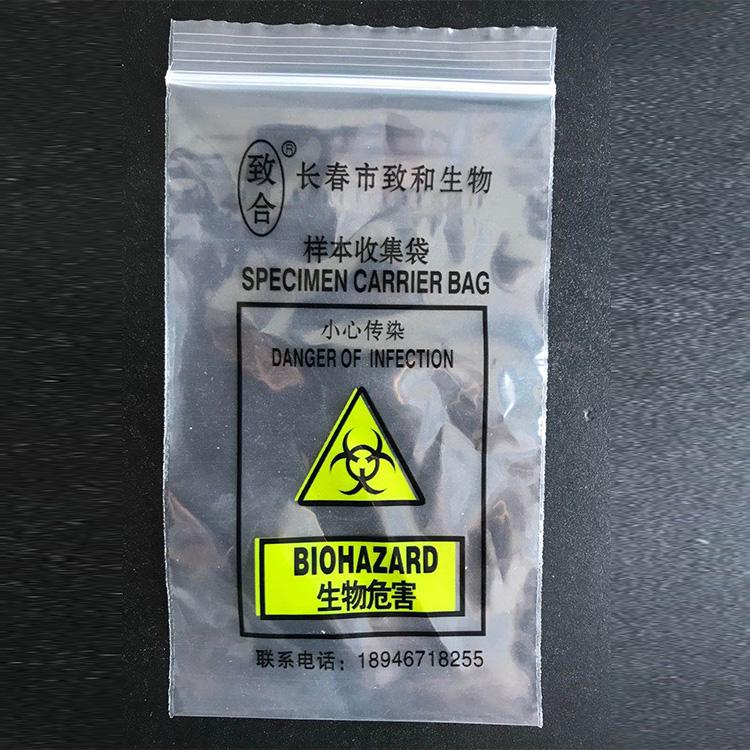 致合® 长春市致和生物
样本收集袋
SPECIMEN CARRIER BAG
小心传染
DANGER OF INFECTION
BIOHAZARD
生物危害
联系电话：18946718255